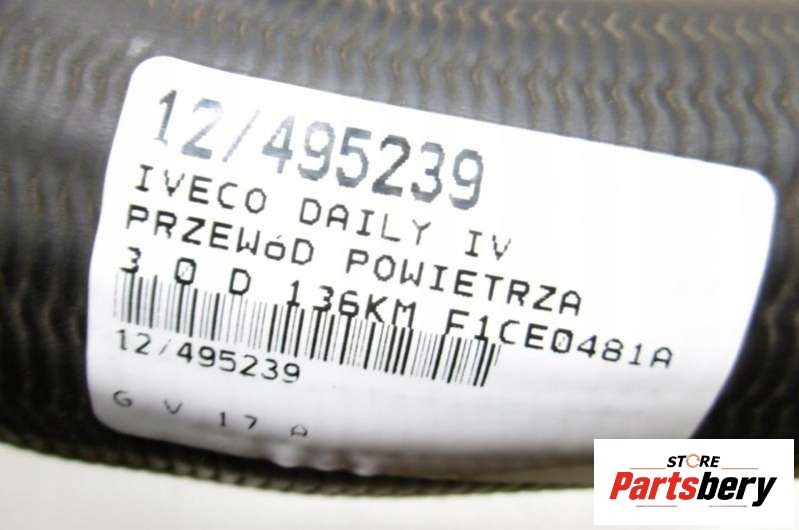 12/495239
IVECO DAILY IV
PRZEWóD POWIETRZA
3.0 D 136KM F1CE0481A
12/495239
G V 17 A
STORE
Partsbery